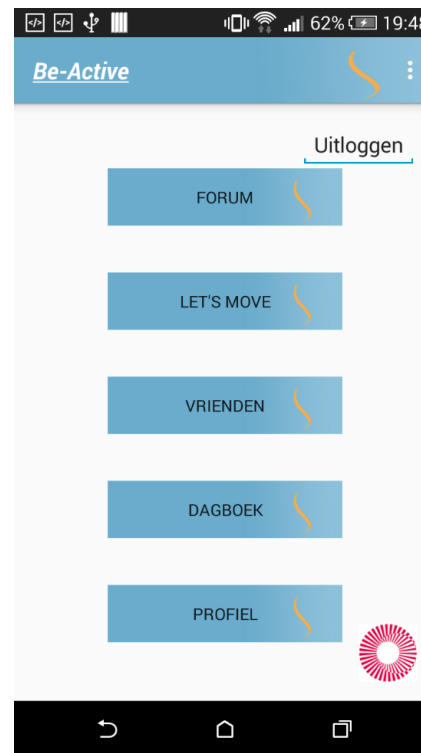 62% 19:48
Be-Active
Uitloggen
FORUM
LET'S MOVE
VRIENDEN
DAGBOEK
PROFIEL